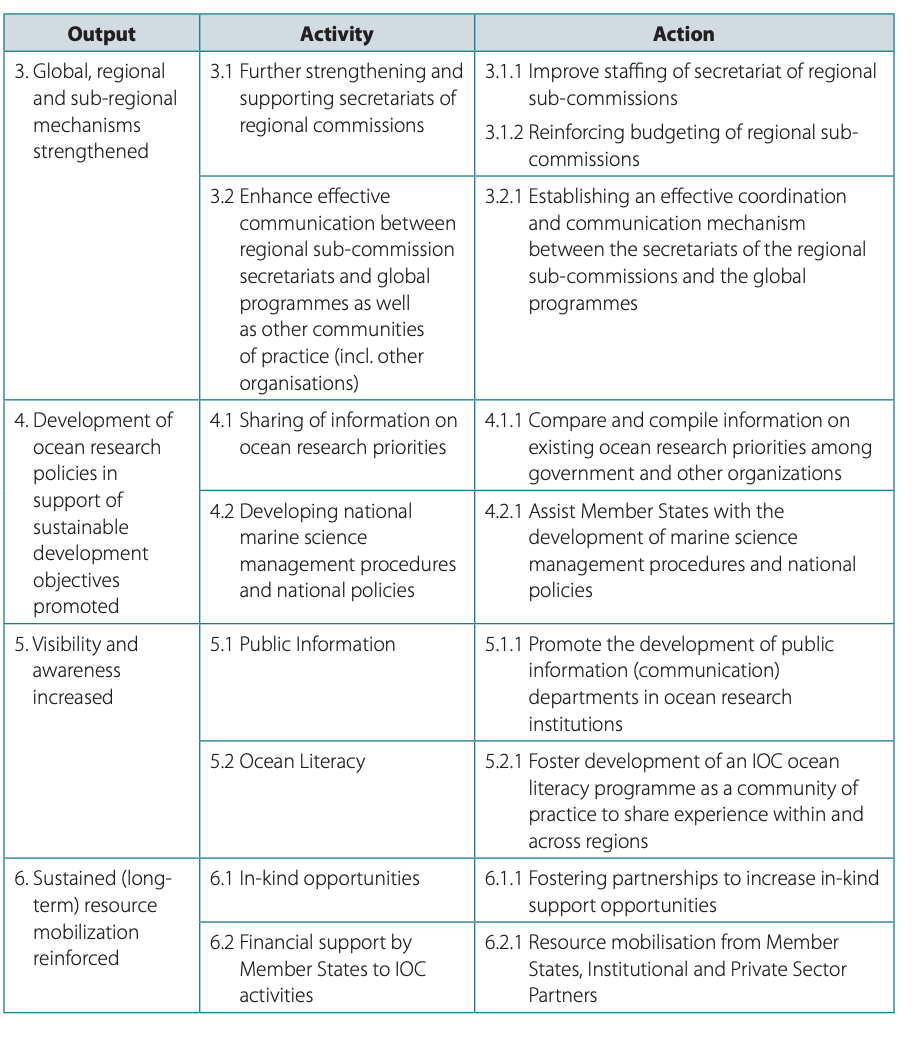 Output
Activity
Action
3. Global, regional
and sub-regional
mechanisms
strengthened
3.1 Further strengthening and
supporting secretariats of
regional commissions
3.1.1 Improve staffing of secretariat of regional
sub-commissions
3.1.2 Reinforcing budgeting of regional sub-
commissions
3.2 Enhance effective
communication between
regional sub-commission
secretariats and global
programmes as well
as other communities
of practice (incl. other
organisations)
3.2.1 Establishing an effective coordination
and communication mechanism
between the secretariats of the regional
sub-commissions and the global
programmes
4. Development of
ocean research
policies in
support of
sustainable
development
objectives
promoted
4.1 Sharing of information on
ocean research priorities
4.1.1 Compare and compile information on
existing ocean research priorities among
government and other organizations
4.2 Developing national
marine science
management procedures
and national policies
4.2.1 Assist Member States with the
development of marine science
management procedures and national
policies
5. Visibility and
awareness
increased
5.1 Public Information
5.1.1 Promote the development of public
information (communication)
departments in ocean research
institutions
5.2 Ocean Literacy
5.2.1 Foster development of an IOC ocean
literacy programme as a community of
practice to share experience within and
across regions
6. Sustained (long-
term) resource
mobilization
reinforced
6.1 In-kind opportunities
6.1.1 Fostering partnerships to increase in-kind
support opportunities
6.2 Financial support by
Member States to IOC
activities
6.2.1 Resource mobilisation from Member
States, Institutional and Private Sector
Partners